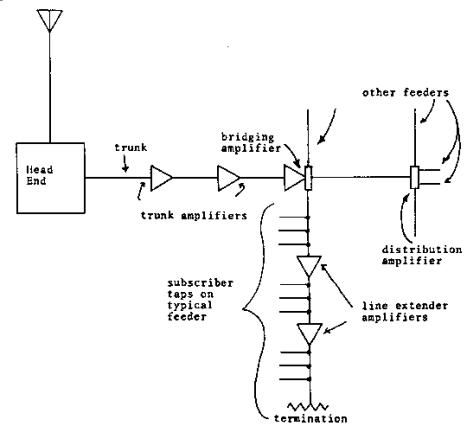 other feeders
bridging
amplifier
trunk
Head
End
trunk amplifiers
distribution
amplifier
subscriber
taps on
typical
feeder
line extender
amplifiers
termination